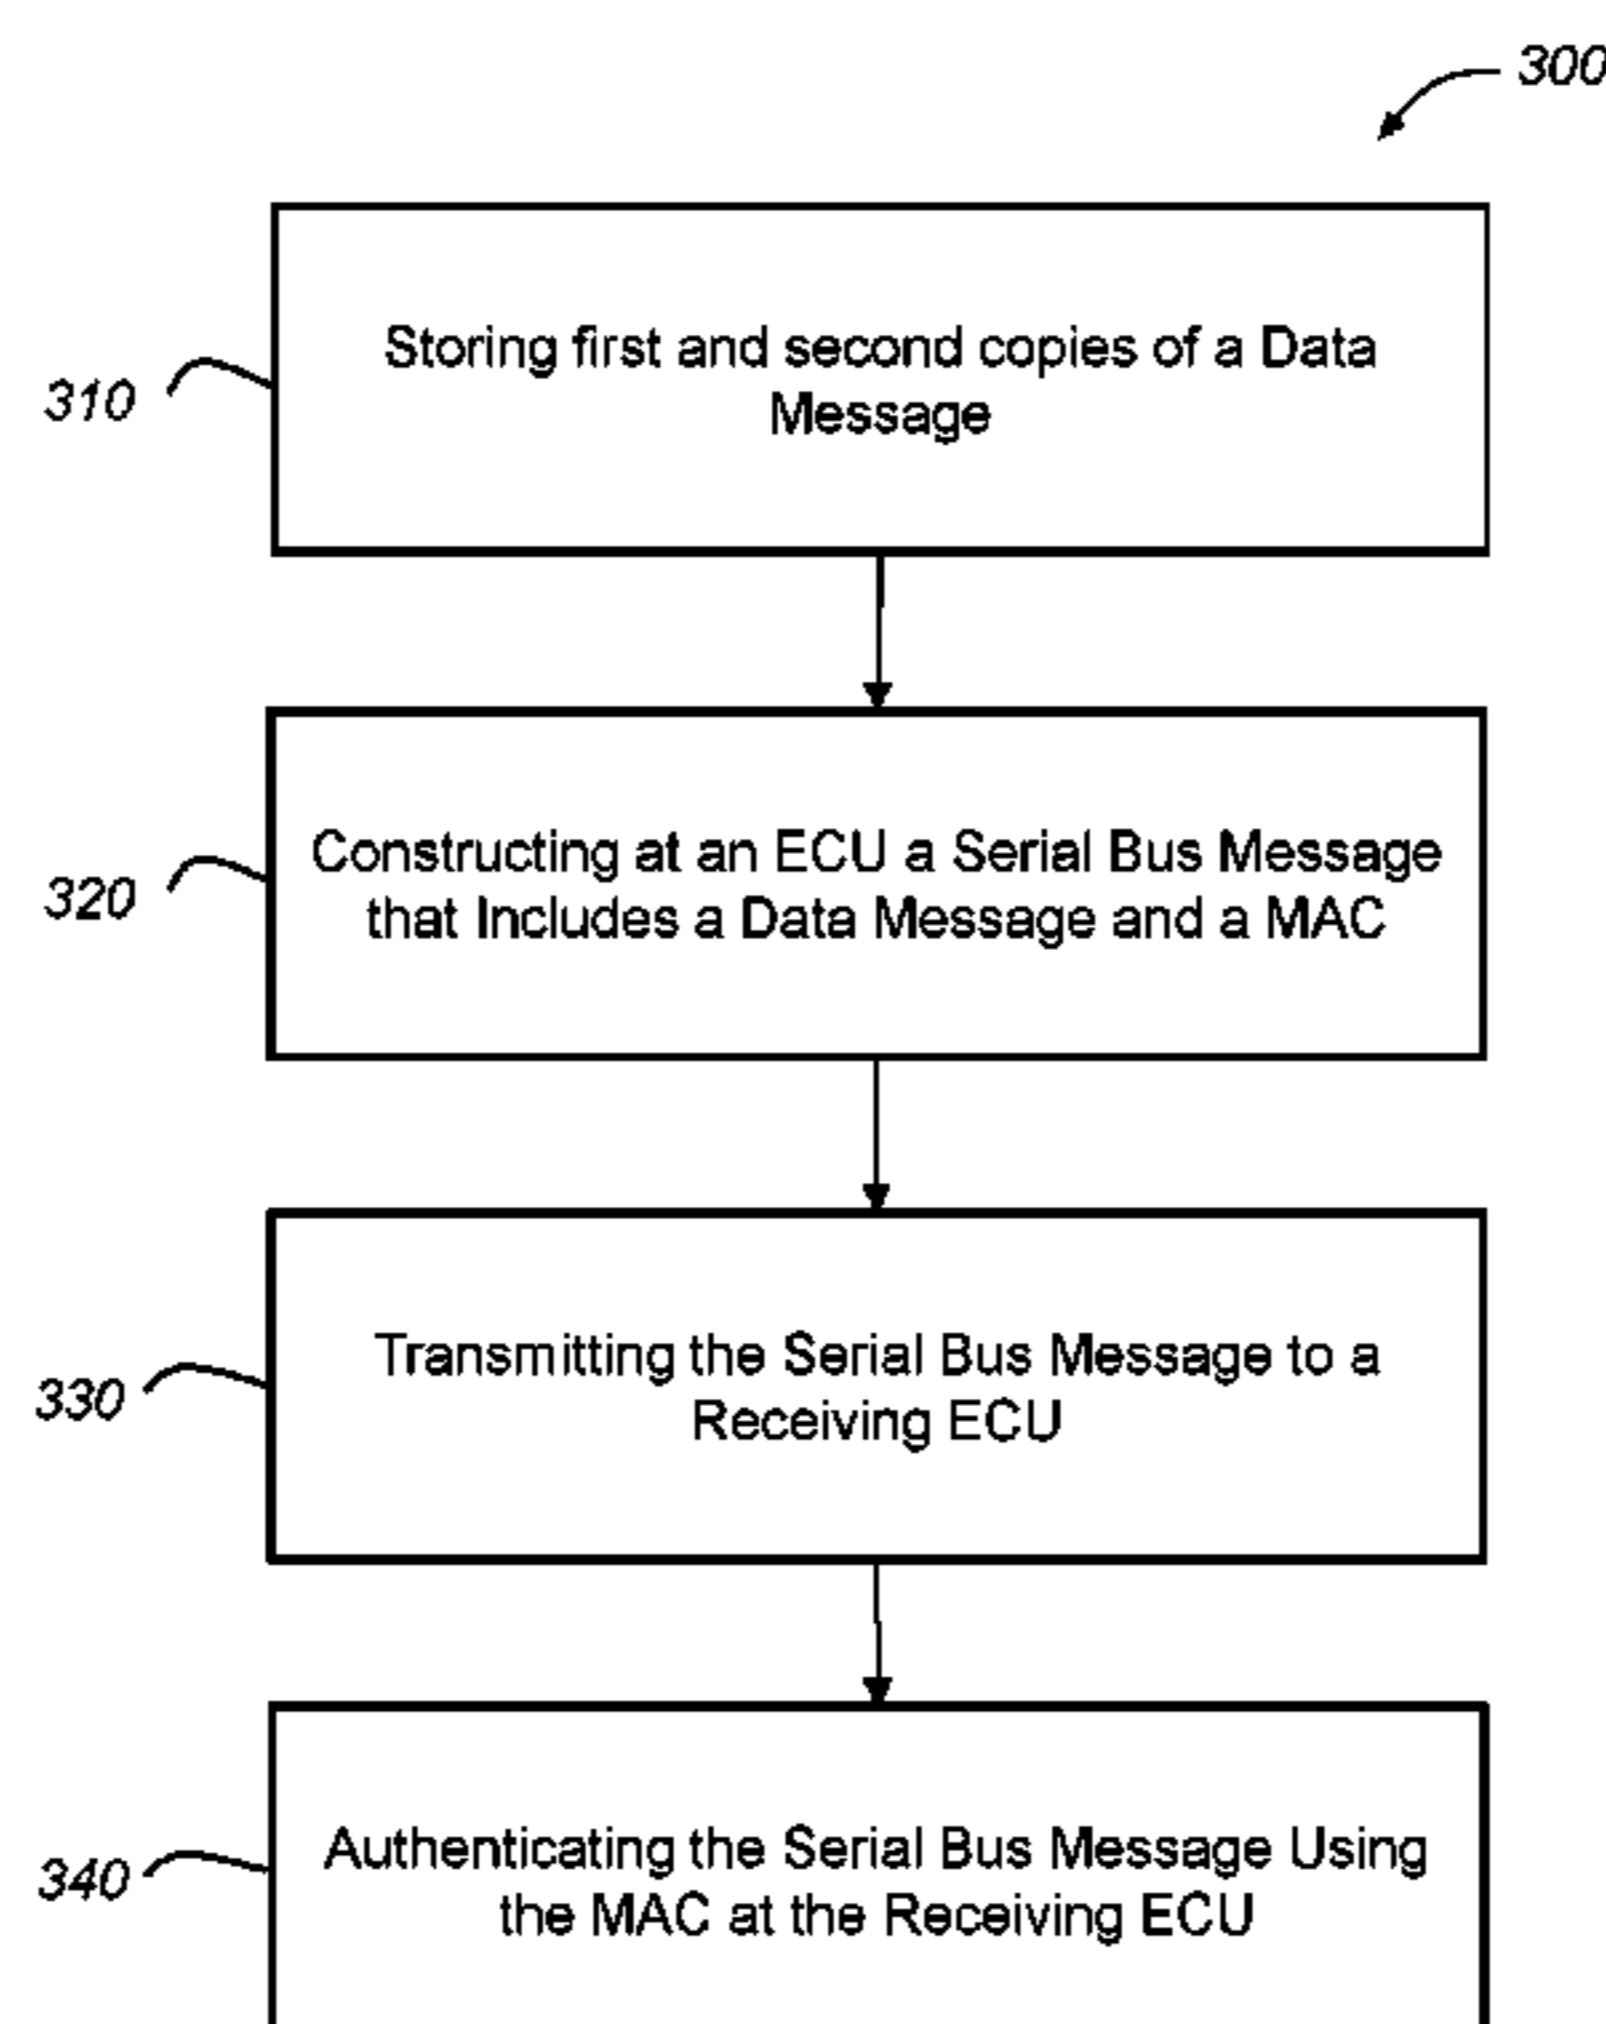 300
Storing first and second copies of a Data
Message
310
Constructing at an ECU a Serial Bus Message
that Includes a Data Message and a MAC
320
Transmitting the Serial Bus Message to a
Receiving ECU
330
Authenticating the Serial Bus Message Using
the MAC at the Receiving ECU
340